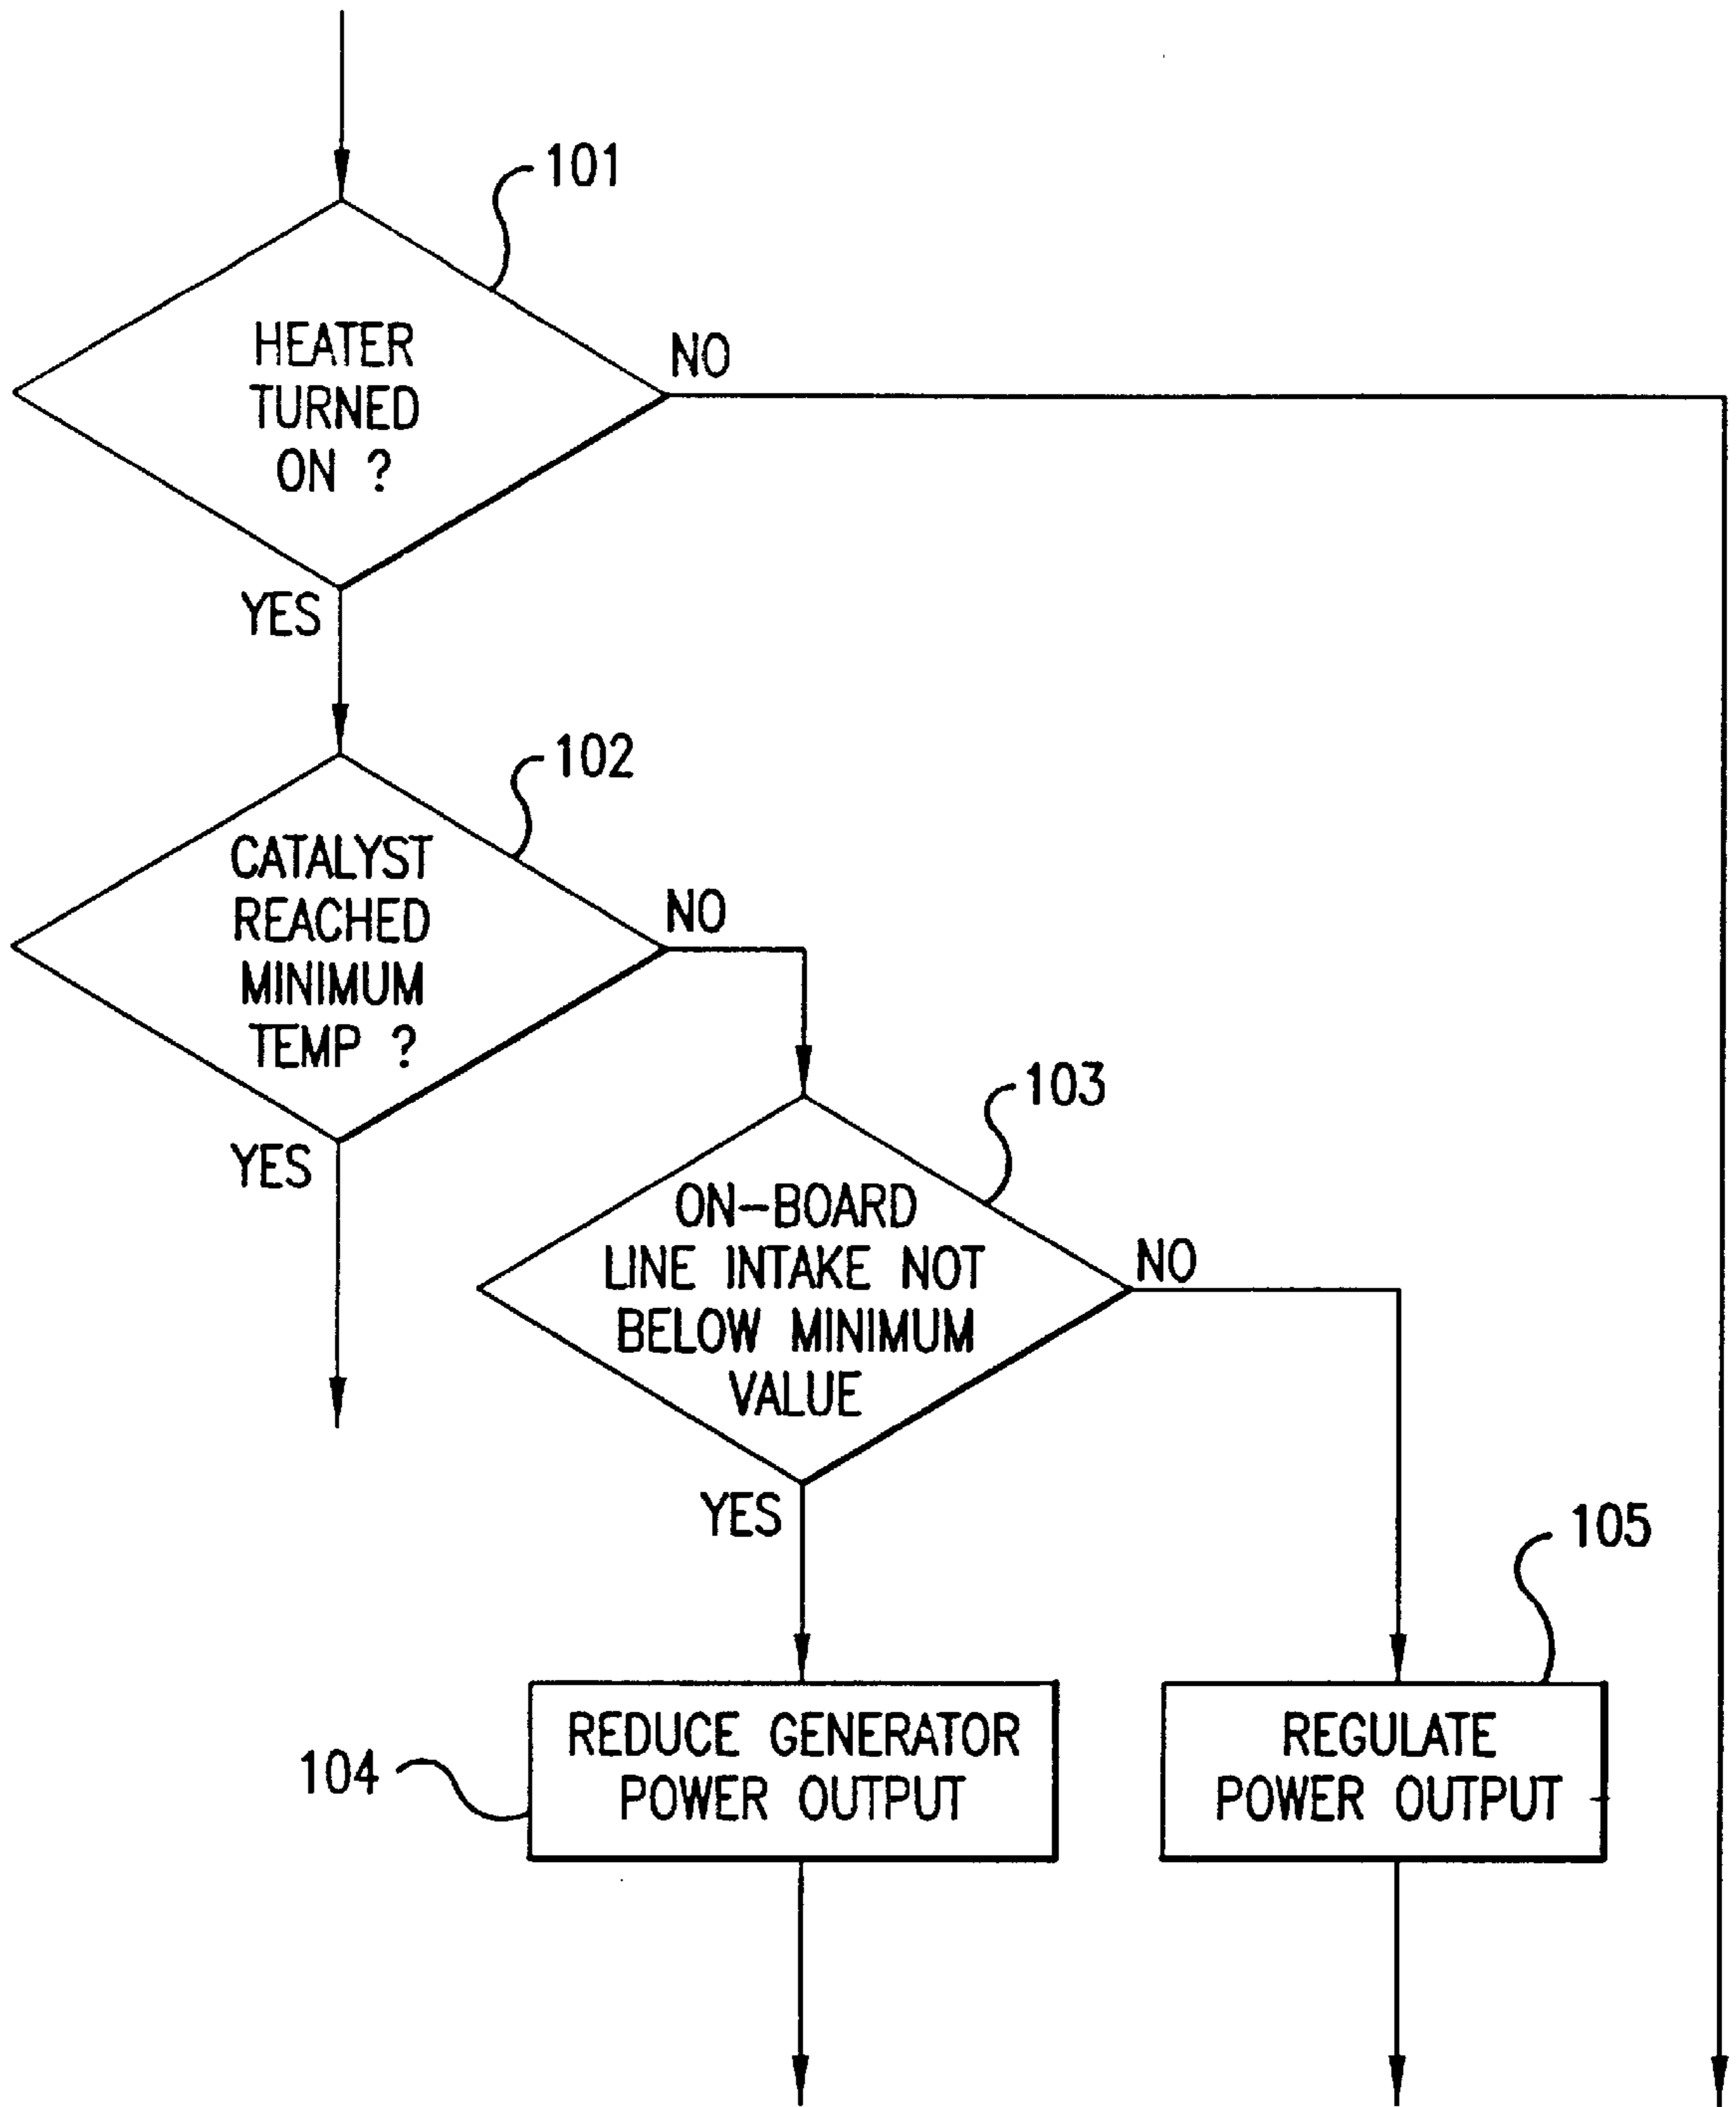 101
HEATER
TURNED
ON ?
NO
YES
102
CATALYST
REACHED
MINIMUM
TEMP ?
NO
YES
103
ON-BOARD
LINE INTAKE NOT
BELOW MINIMUM
VALUE
NO
YES
105
104
REDUCE GENERATOR
POWER OUTPUT
REGULATE
POWER OUTPUT